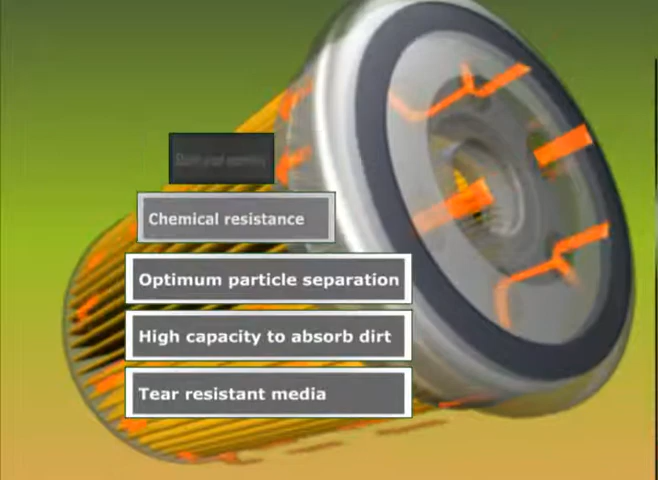 Chemical resistance
Optimum particle separation
High capacity to absorb dirt
Tear resistant media